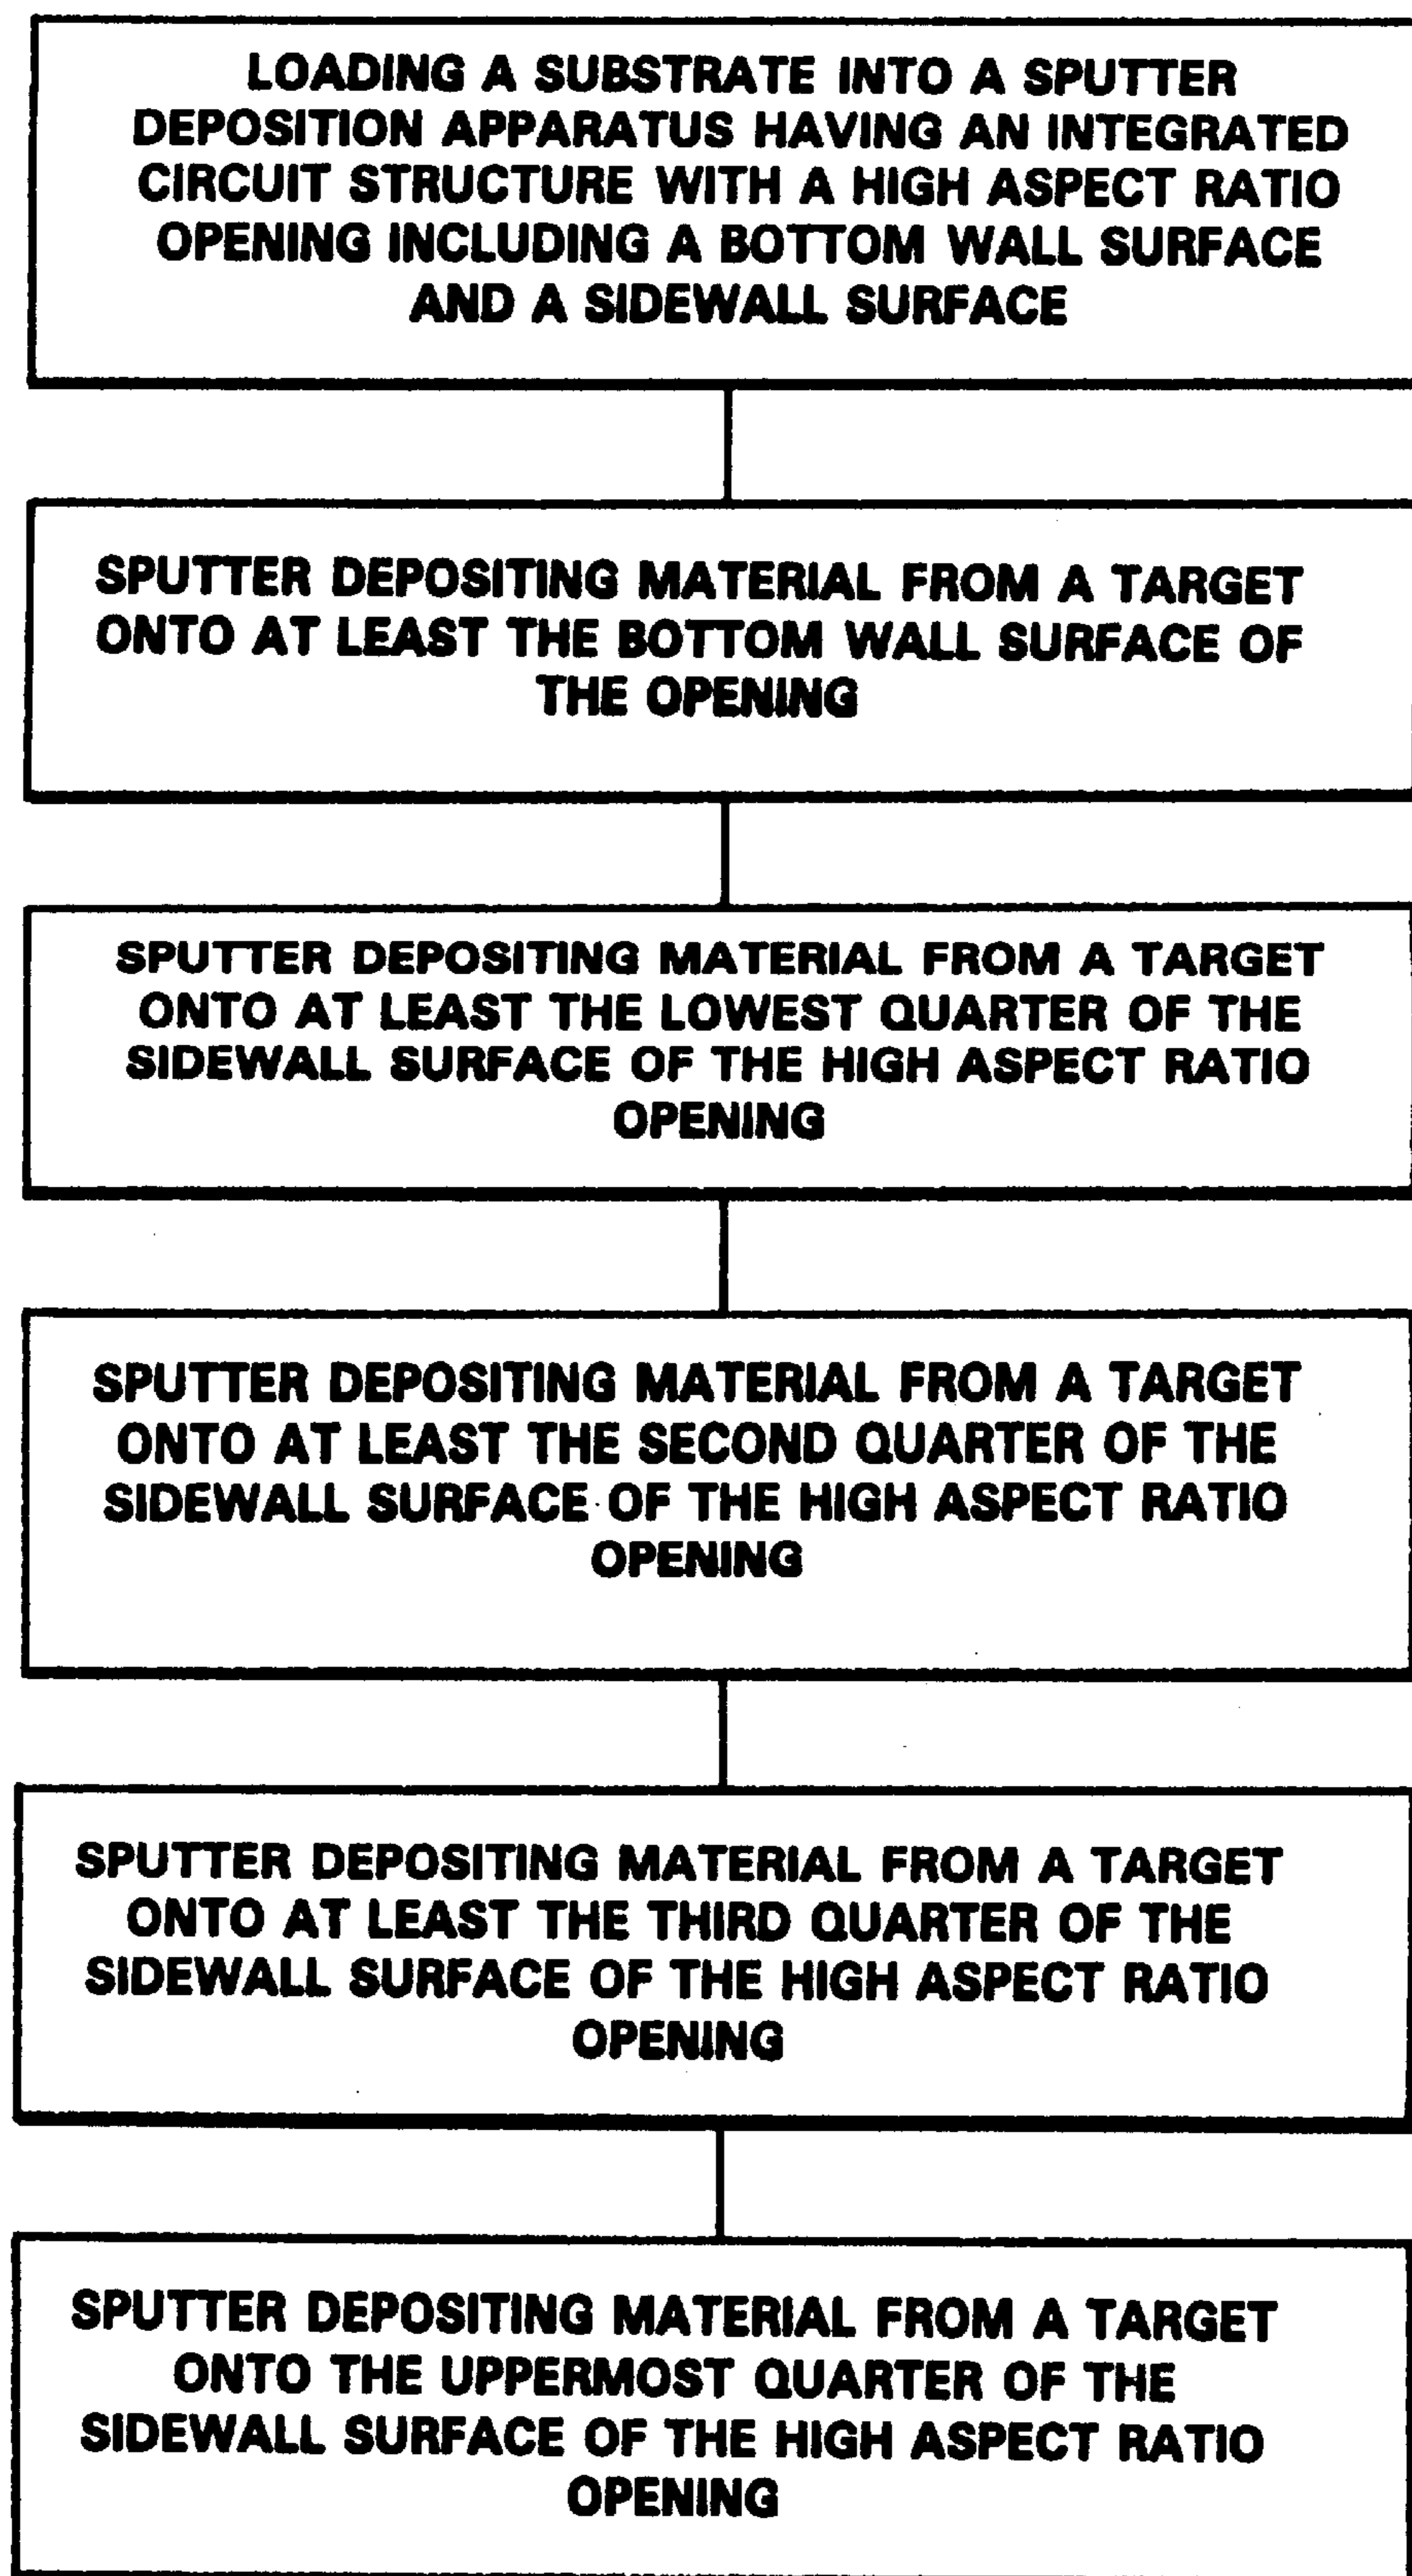 LOADING A SUBSTRATE INTO A SPUTTER
DEPOSITION APPARATUS HAVING AN INTEGRATED
CIRCUIT STRUCTURE WITH A HIGH ASPECT RATIO
OPENING INCLUDING A BOTTOM WALL SURFACE
AND A SIDEWALL SURFACE
SPUTTER DEPOSITING MATERIAL FROM A TARGET
ONTO AT LEAST THE BOTTOM WALL SURFACE OF
THE OPENING
SPUTTER DEPOSITING MATERIAL FROM A TARGET
ONTO AT LEAST THE LOWEST QUARTER OF THE
SIDEWALL SURFACE OF THE HIGH ASPECT RATIO
OPENING
SPUTTER DEPOSITING MATERIAL FROM A TARGET
ONTO AT LEAST THE SECOND QUARTER OF THE
SIDEWALL SURFACE OF THE HIGH ASPECT RATIO
OPENING
SPUTTER DEPOSITING MATERIAL FROM A TARGET
ONTO AT LEAST THE THIRD QUARTER OF THE
SIDEWALL SURFACE OF THE HIGH ASPECT RATIO
OPENING
SPUTTER DEPOSITING MATERIAL FROM A TARGET
ONTO THE UPPERMOST QUARTER OF THE
SIDEWALL SURFACE OF THE HIGH ASPECT RATIO
OPENING